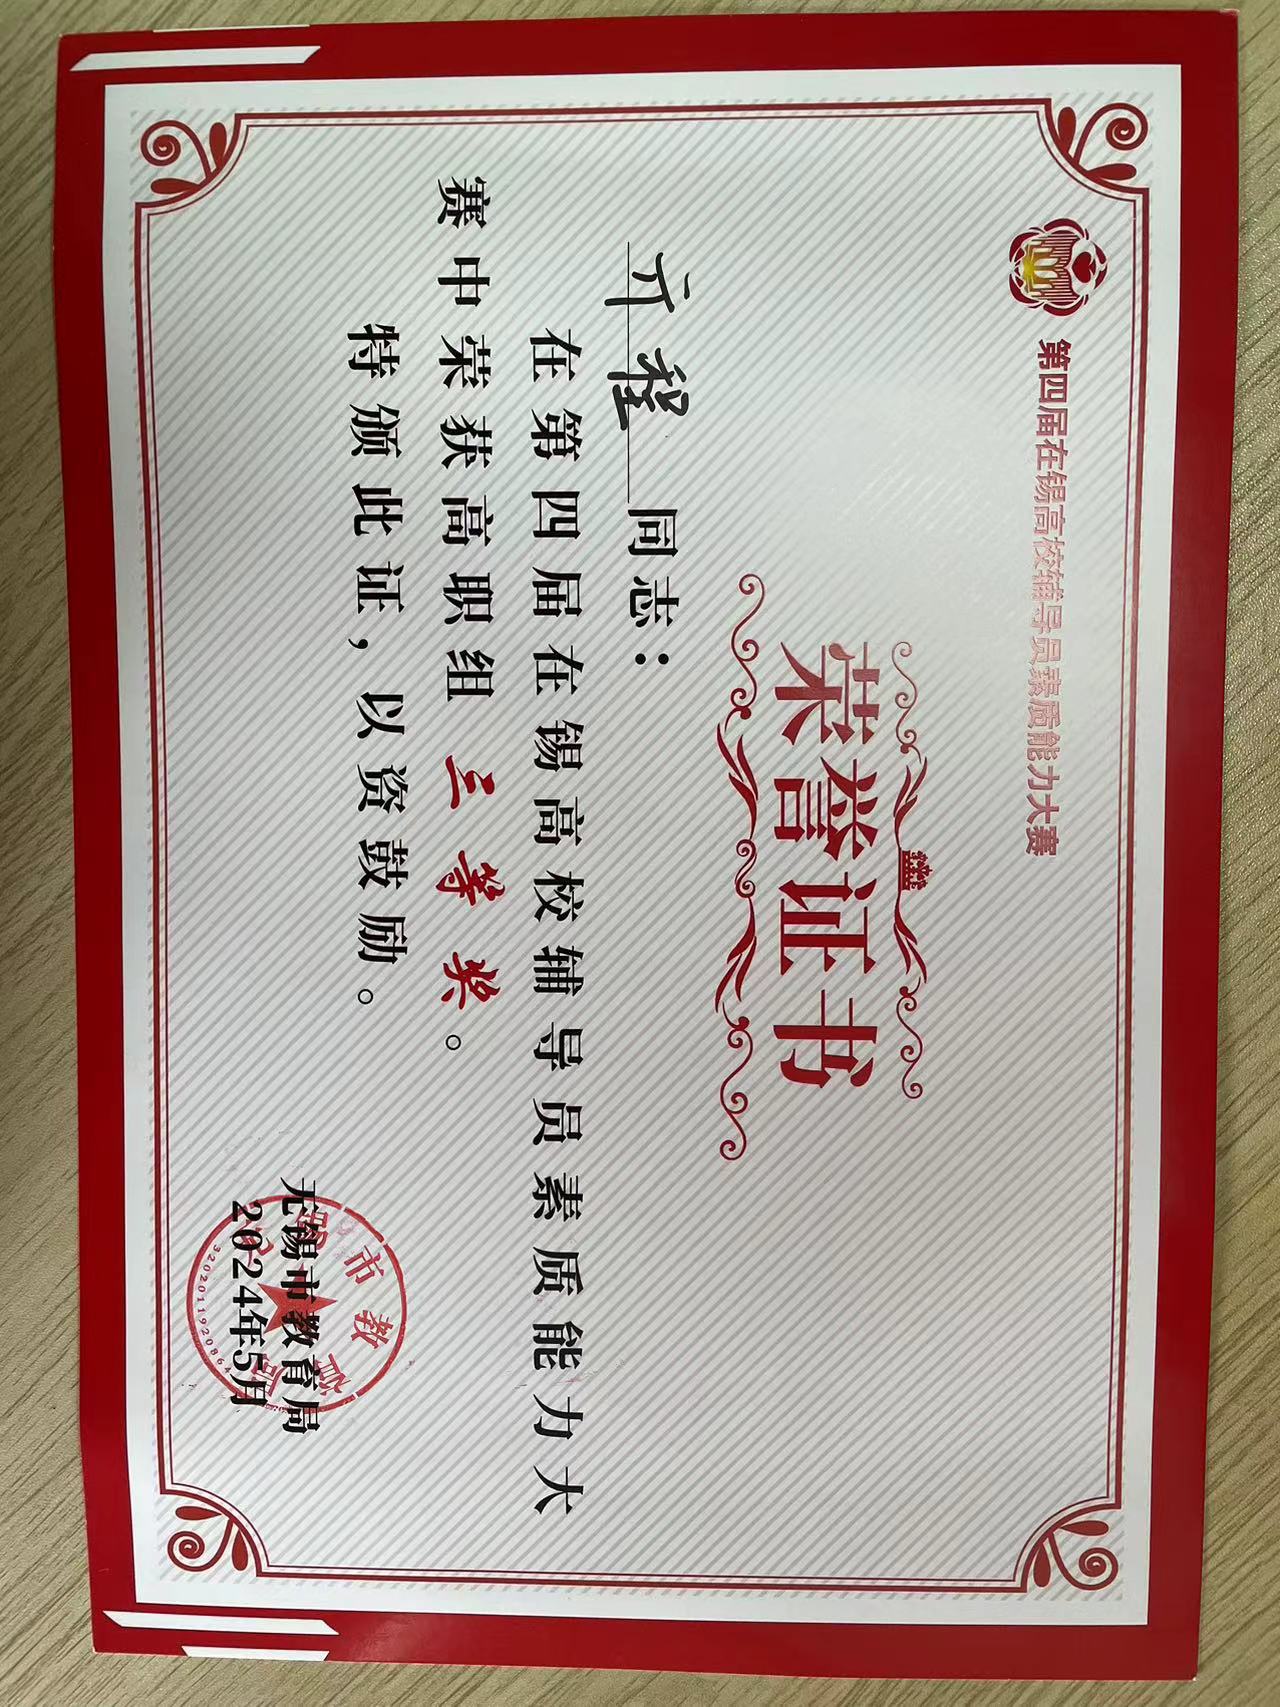 第四届在锡高校辅导员素质能力大赛
荣誉证书
程 同志：
在第四届在锡高校辅导员素质能力大
赛中荣获高职组 三等奖。
特颁此证，以资鼓励。
无锡市教育局
2024年5月
3202011920864